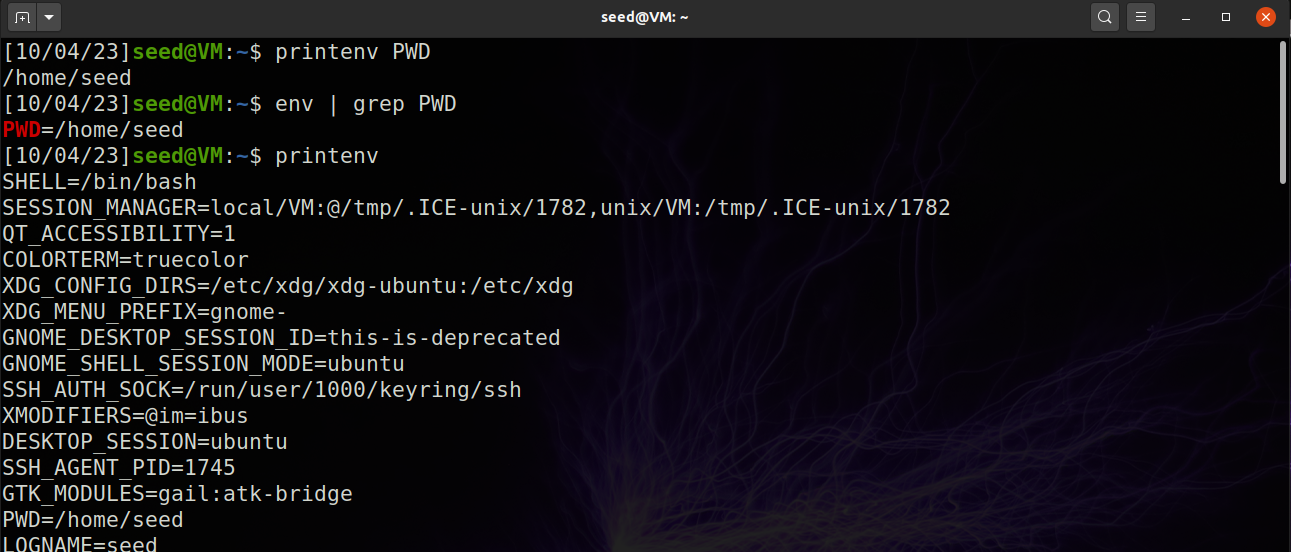 seed@VM: ~
[10/04/23]seed@VM:~$ printenv PWD
/home/seed
[10/04/23]seed@VM:~$ env | grep PWD
PWD=/home/seed
[10/04/23]seed@VM:~$ printenv
SHELL=/bin/bash
SESSION_MANAGER=local/VM:@/tmp/.ICE-unix/1782,unix/VM:/tmp/.ICE-unix/1782
QT_ACCESSIBILITY=1
COLORTERM=truecolor
XDG_CONFIG_DIRS=/etc/xdg/xdg-ubuntu:/etc/xdg
XDG_MENU_PREFIX=gnome-
GNOME_DESKTOP_SESSION_ID=this-is-deprecated
GNOME_SHELL_SESSION_MODE=ubuntu
SSH_AUTH_SOCK=/run/user/1000/keyring/ssh
XMODIFIERS=@im=ibus
DESKTOP_SESSION=ubuntu
SSH_AGENT_PID=1745
GTK_MODULES=gail:atk-bridge
PWD=/home/seed
LOGNAME=seed